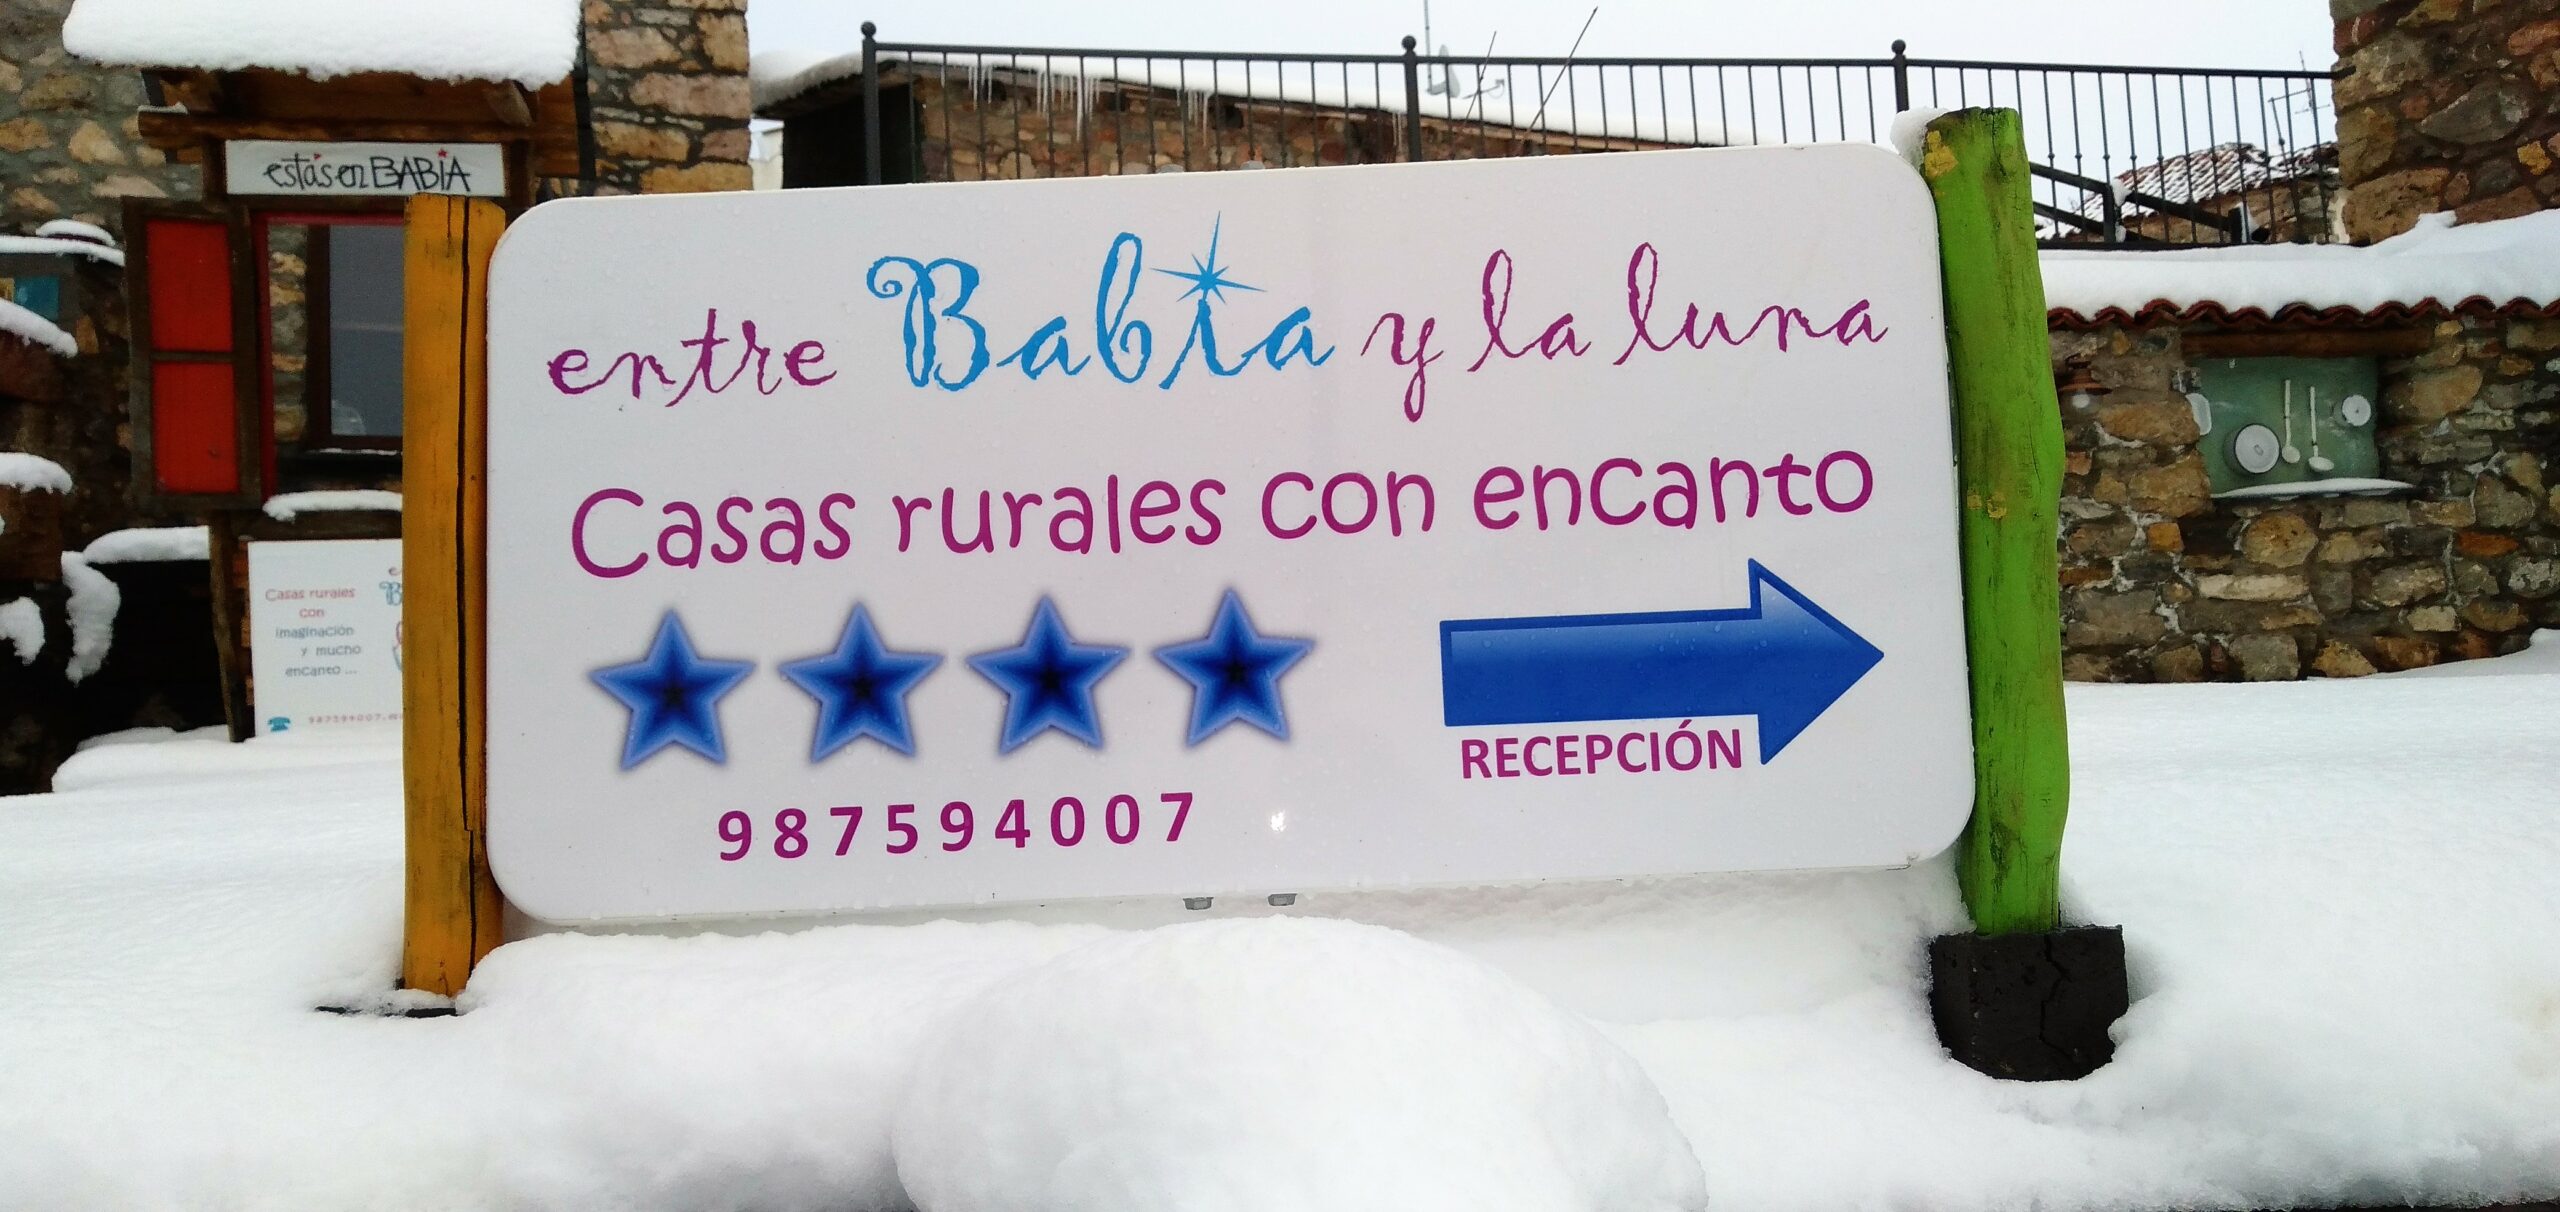 estás en BABIA
entre Babia y la luna
Casas rurales con encanto
RECEPCIÓN
987594007
Casas rurales
con
imaginación
y mucho
encanto ...
987594007